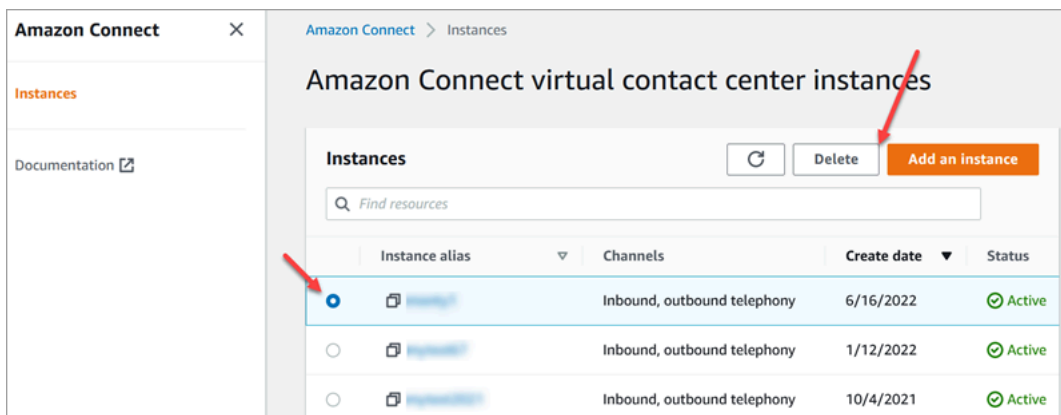 Amazon Connect
Amazon Connect > Instances
Instances
Documentation
Amazon Connect virtual contact center instances
Instances
Delete
Add an instance
Find resources
Instance alias Channels Create date Status
Inbound, outbound telephony 6/16/2022 Active
Inbound, outbound telephony 1/12/2022 Active
Inbound, outbound telephony 10/4/2021 Active